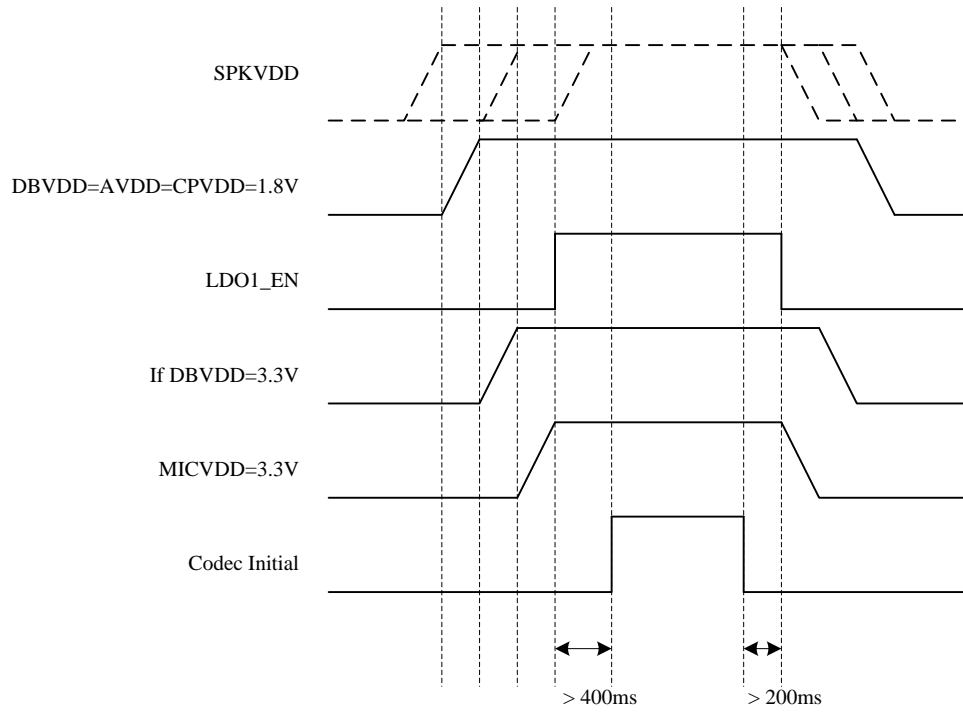 SPKVDD
DBVDD=AVDD=CPVDD=1.8V
LDO1_EN
If DBVDD=3.3V
MICVDD=3.3V
Codec Initial
> 400ms
> 200ms